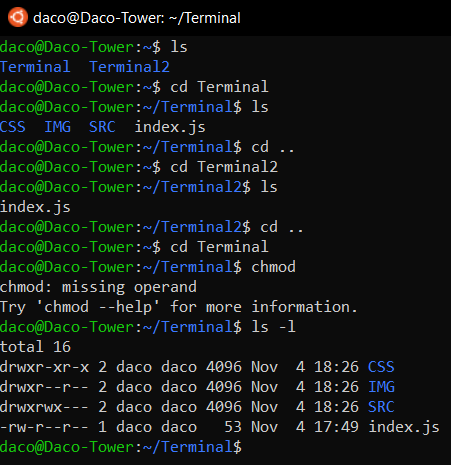 daco@Daco-Tower: ~/Terminal
daco@Daco-Tower:~$ ls
Terminal  Terminal2
daco@Daco-Tower:~$ cd Terminal
daco@Daco-Tower:~/Terminal$ ls
CSS  IMG  SRC  index.js
daco@Daco-Tower:~/Terminal$ cd ..
daco@Daco-Tower:~$ cd Terminal2
daco@Daco-Tower:~/Terminal2$ ls
index.js
daco@Daco-Tower:~/Terminal2$ cd ..
daco@Daco-Tower:~$ cd Terminal
daco@Daco-Tower:~/Terminal$ chmod
chmod: missing operand
Try 'chmod --help' for more information.
daco@Daco-Tower:~/Terminal$ ls -l
total 16
drwxr-xr-x 2 daco daco 4096 Nov  4 18:26 CSS
drwxr--r-- 2 daco daco 4096 Nov  4 18:26 IMG
drwxrwx--- 2 daco daco 4096 Nov  4 18:26 SRC
-rw-r--r-- 1 daco daco   53 Nov  4 17:49 index.js
daco@Daco-Tower:~/Terminal$